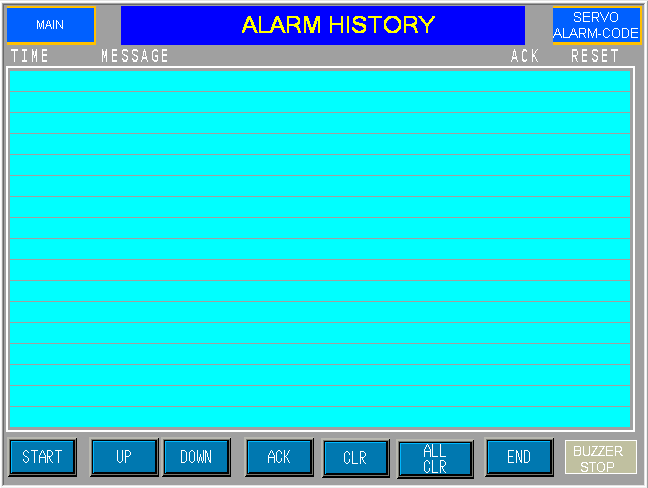 MAIN
ALARM HISTORY
SERVO
ALARM-CODE
TIME MESSAGE ACK RESET
START UP DOWN ACK CLR ALL CLR END BUZZER STOP